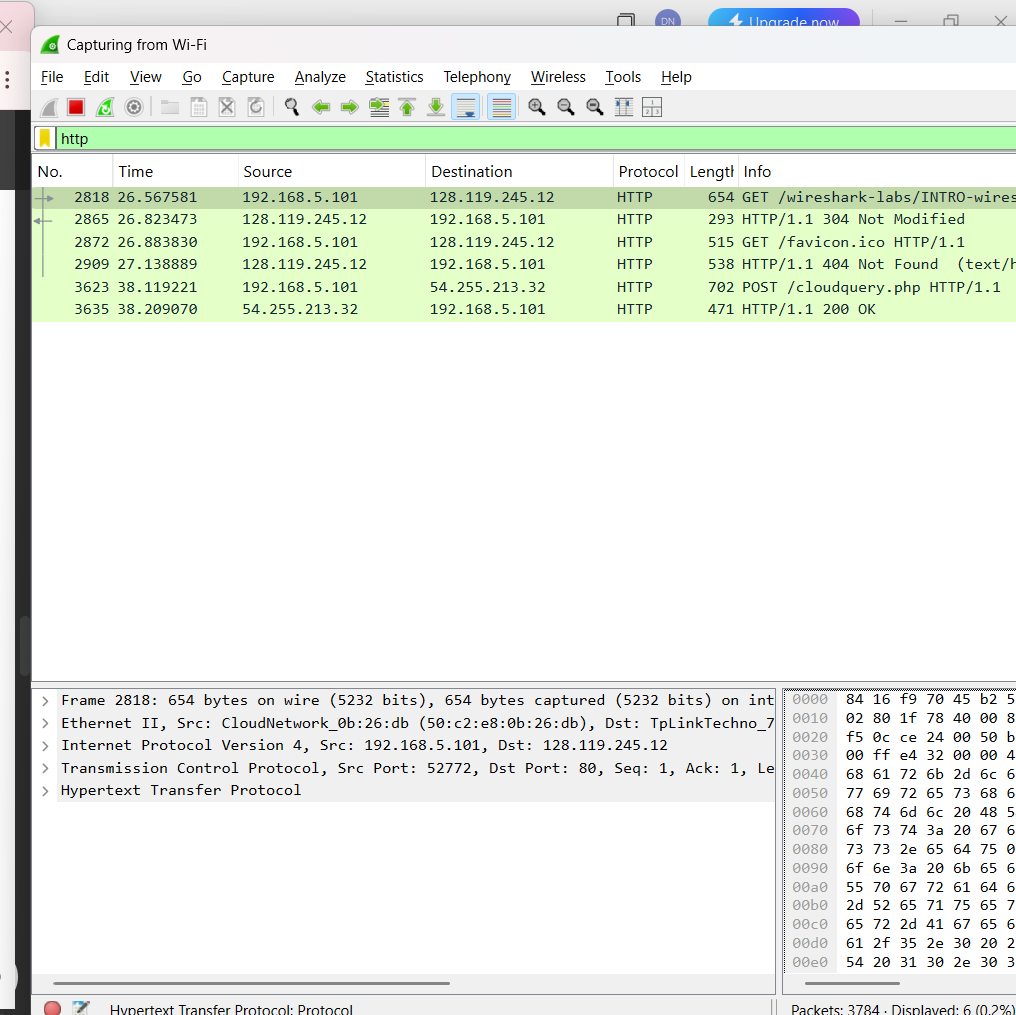 DN Upgrade now
Capturing from Wi-Fi
File Edit View Go Capture Analyze Statistics Telephony Wireless Tools Help
http
No. Time Source Destination Protocol Length Info
2818 26.567581 192.168.5.101 128.119.245.12 HTTP 654 GET /wireshark-labs/INTRO-wires
2865 26.823473 128.119.245.12 192.168.5.101 HTTP 293 HTTP/1.1 304 Not Modified
2872 26.883830 192.168.5.101 128.119.245.12 HTTP 515 GET /favicon.ico HTTP/1.1
2909 27.138889 128.119.245.12 192.168.5.101 HTTP 538 HTTP/1.1 404 Not Found (text/h
3623 38.119221 192.168.5.101 54.255.213.32 HTTP 702 POST /cloudquery.php HTTP/1.1
3635 38.209070 54.255.213.32 192.168.5.101 HTTP 471 HTTP/1.1 200 OK
Frame 2818: 654 bytes on wire (5232 bits), 654 bytes captured (5232 bits) on int
Ethernet II, Src: CloudNetwork_0b:26:db (50:c2:e8:0b:26:db), Dst: TpLinkTechno_7
Internet Protocol Version 4, Src: 192.168.5.101, Dst: 128.119.245.12
Transmission Control Protocol, Src Port: 52772, Dst Port: 80, Seq: 1, Ack: 1, Le
Hypertext Transfer Protocol
0000 84 16 f9 70 45 b2 5
0010 02 80 1f 78 40 00 8
0020 f5 0c ce 24 00 50 b
0030 00 ff e4 32 00 00 4
0040 68 61 72 6b 2d 6c 6
0050 77 69 72 65 73 68 6
0060 68 74 6d 6c 20 48 5
0070 6f 73 74 3a 20 67 6
0080 73 73 2e 65 64 75 0
0090 6f 6e 3a 20 6b 65 6
00a0 55 70 67 72 61 64 6
00b0 2d 52 65 71 75 65 7
00c0 65 72 2d 41 67 65 6
00d0 61 2f 35 2e 30 20 2
00e0 54 20 31 30 2e 30 3
Hypertext Transfer Protocol: Protocol
Packets: 3784 · Displayed: 6 (0.2%)